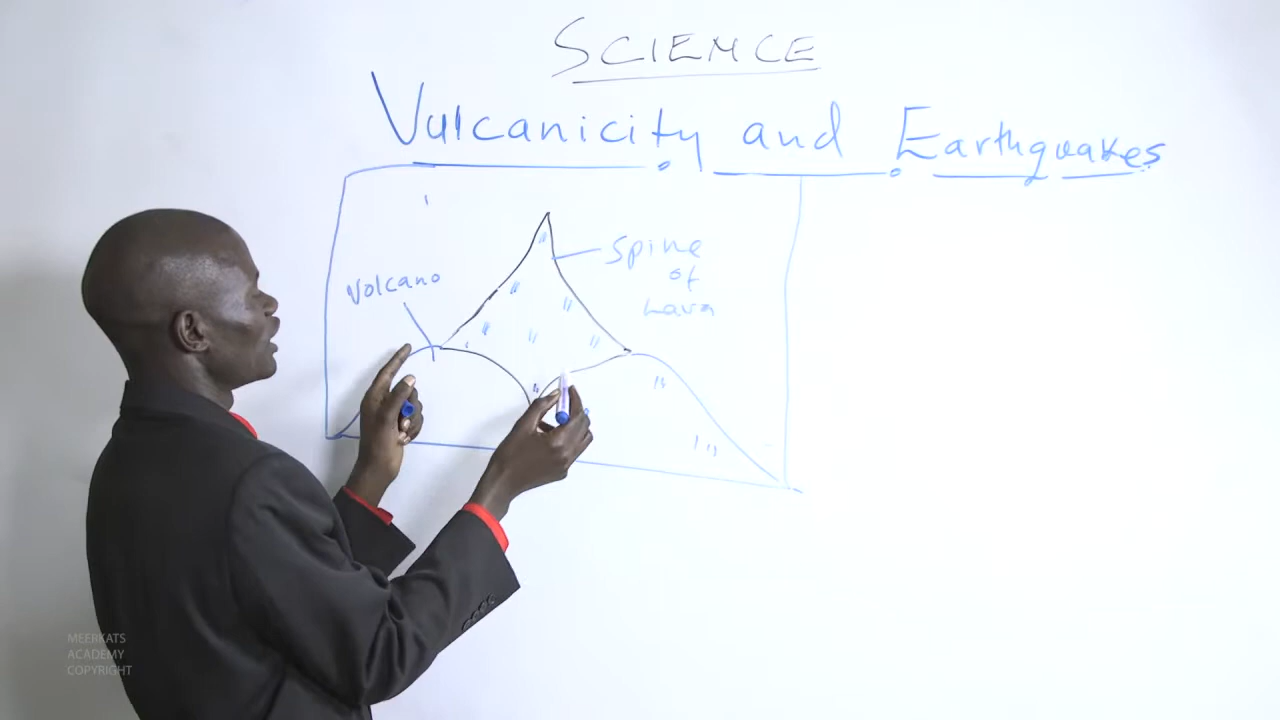 SCIENCE
Vulcanicity and Earthquakes
Volcano
Spine
of
Lava
MEERKATS
ACADEMY
COPYRIGHT